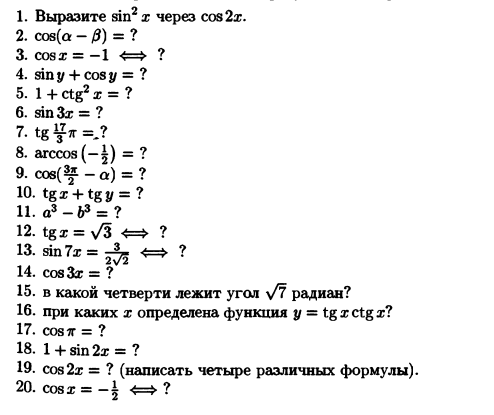 1. Выразите sin² x через cos 2x.
2. cos(α − β) = ?
3. cos x = −1 ⟺ ?
4. sin y + cos y = ?
5. 1 + ctg² x = ?
6. sin 3x = ?
7. tg 17/3 π = ?
8. arccos (−1/2) = ?
9. cos(3π/2 − α) = ?
10. tg x + tg y = ?
11. a³ − b³ = ?
12. tg x = √3 ⟺ ?
13. sin 7x = 3/(2√2) ⟺ ?
14. cos 3x = ?
15. в какой четверти лежит угол √7 радиан?
16. при каких x определена функция y = tg x ctg x?
17. cos π = ?
18. 1 + sin 2x = ?
19. cos 2x = ? (написать четыре различных формулы).
20. cos x = −1/2 ⟺ ?